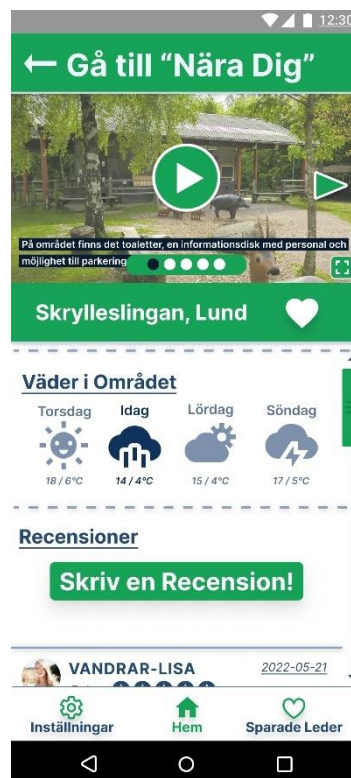 12:30
Gå till “Nära Dig”
På området finns det toaletter, en informationsdisk med personal och
möjlighet till parkering
Skrylleslingan, Lund
Väder i Området
Torsdag Idag Lördag Söndag
18 / 6°C 14 / 4°C 15 / 4°C 17 / 5°C
Recensioner
Skriv en Recension!
VANDRAR-LISA 2022-05-21
Inställningar Hem Sparade Leder